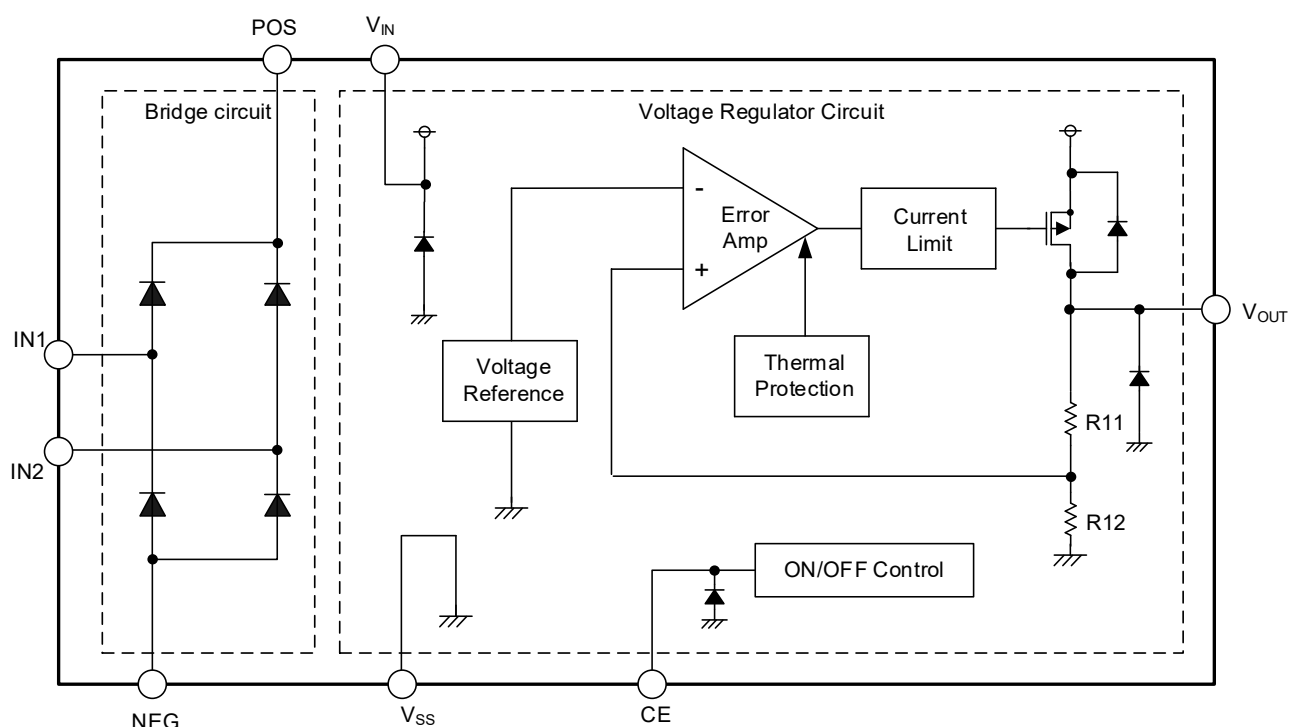 POS
VIN
Bridge circuit
Voltage Regulator Circuit
-
Error
Amp
+
Current
Limit
IN1
VOUT
Voltage
Reference
Thermal
Protection
R11
IN2
R12
ON/OFF Control
NEG
VSS
CE